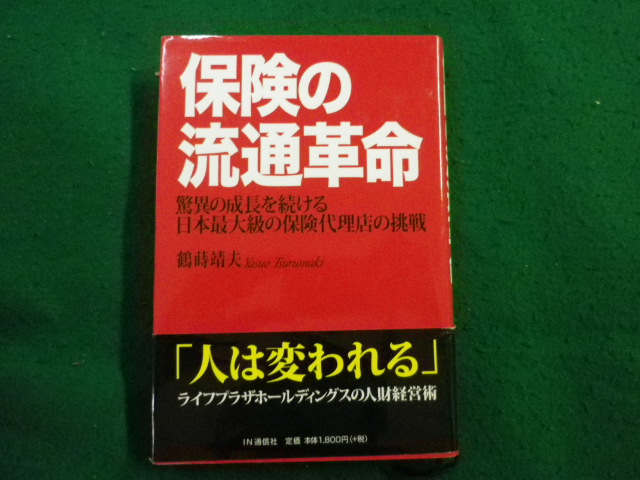 保険の
流通革命
驚異の成長を続ける
日本最大級の保険代理店の挑戦
鶴蒔靖夫 Yasuo Tsurumaki
「人は変われる」
ライフプラザホールディングスの人財経営術
IN通信社 定価 本体1,800円(+税)